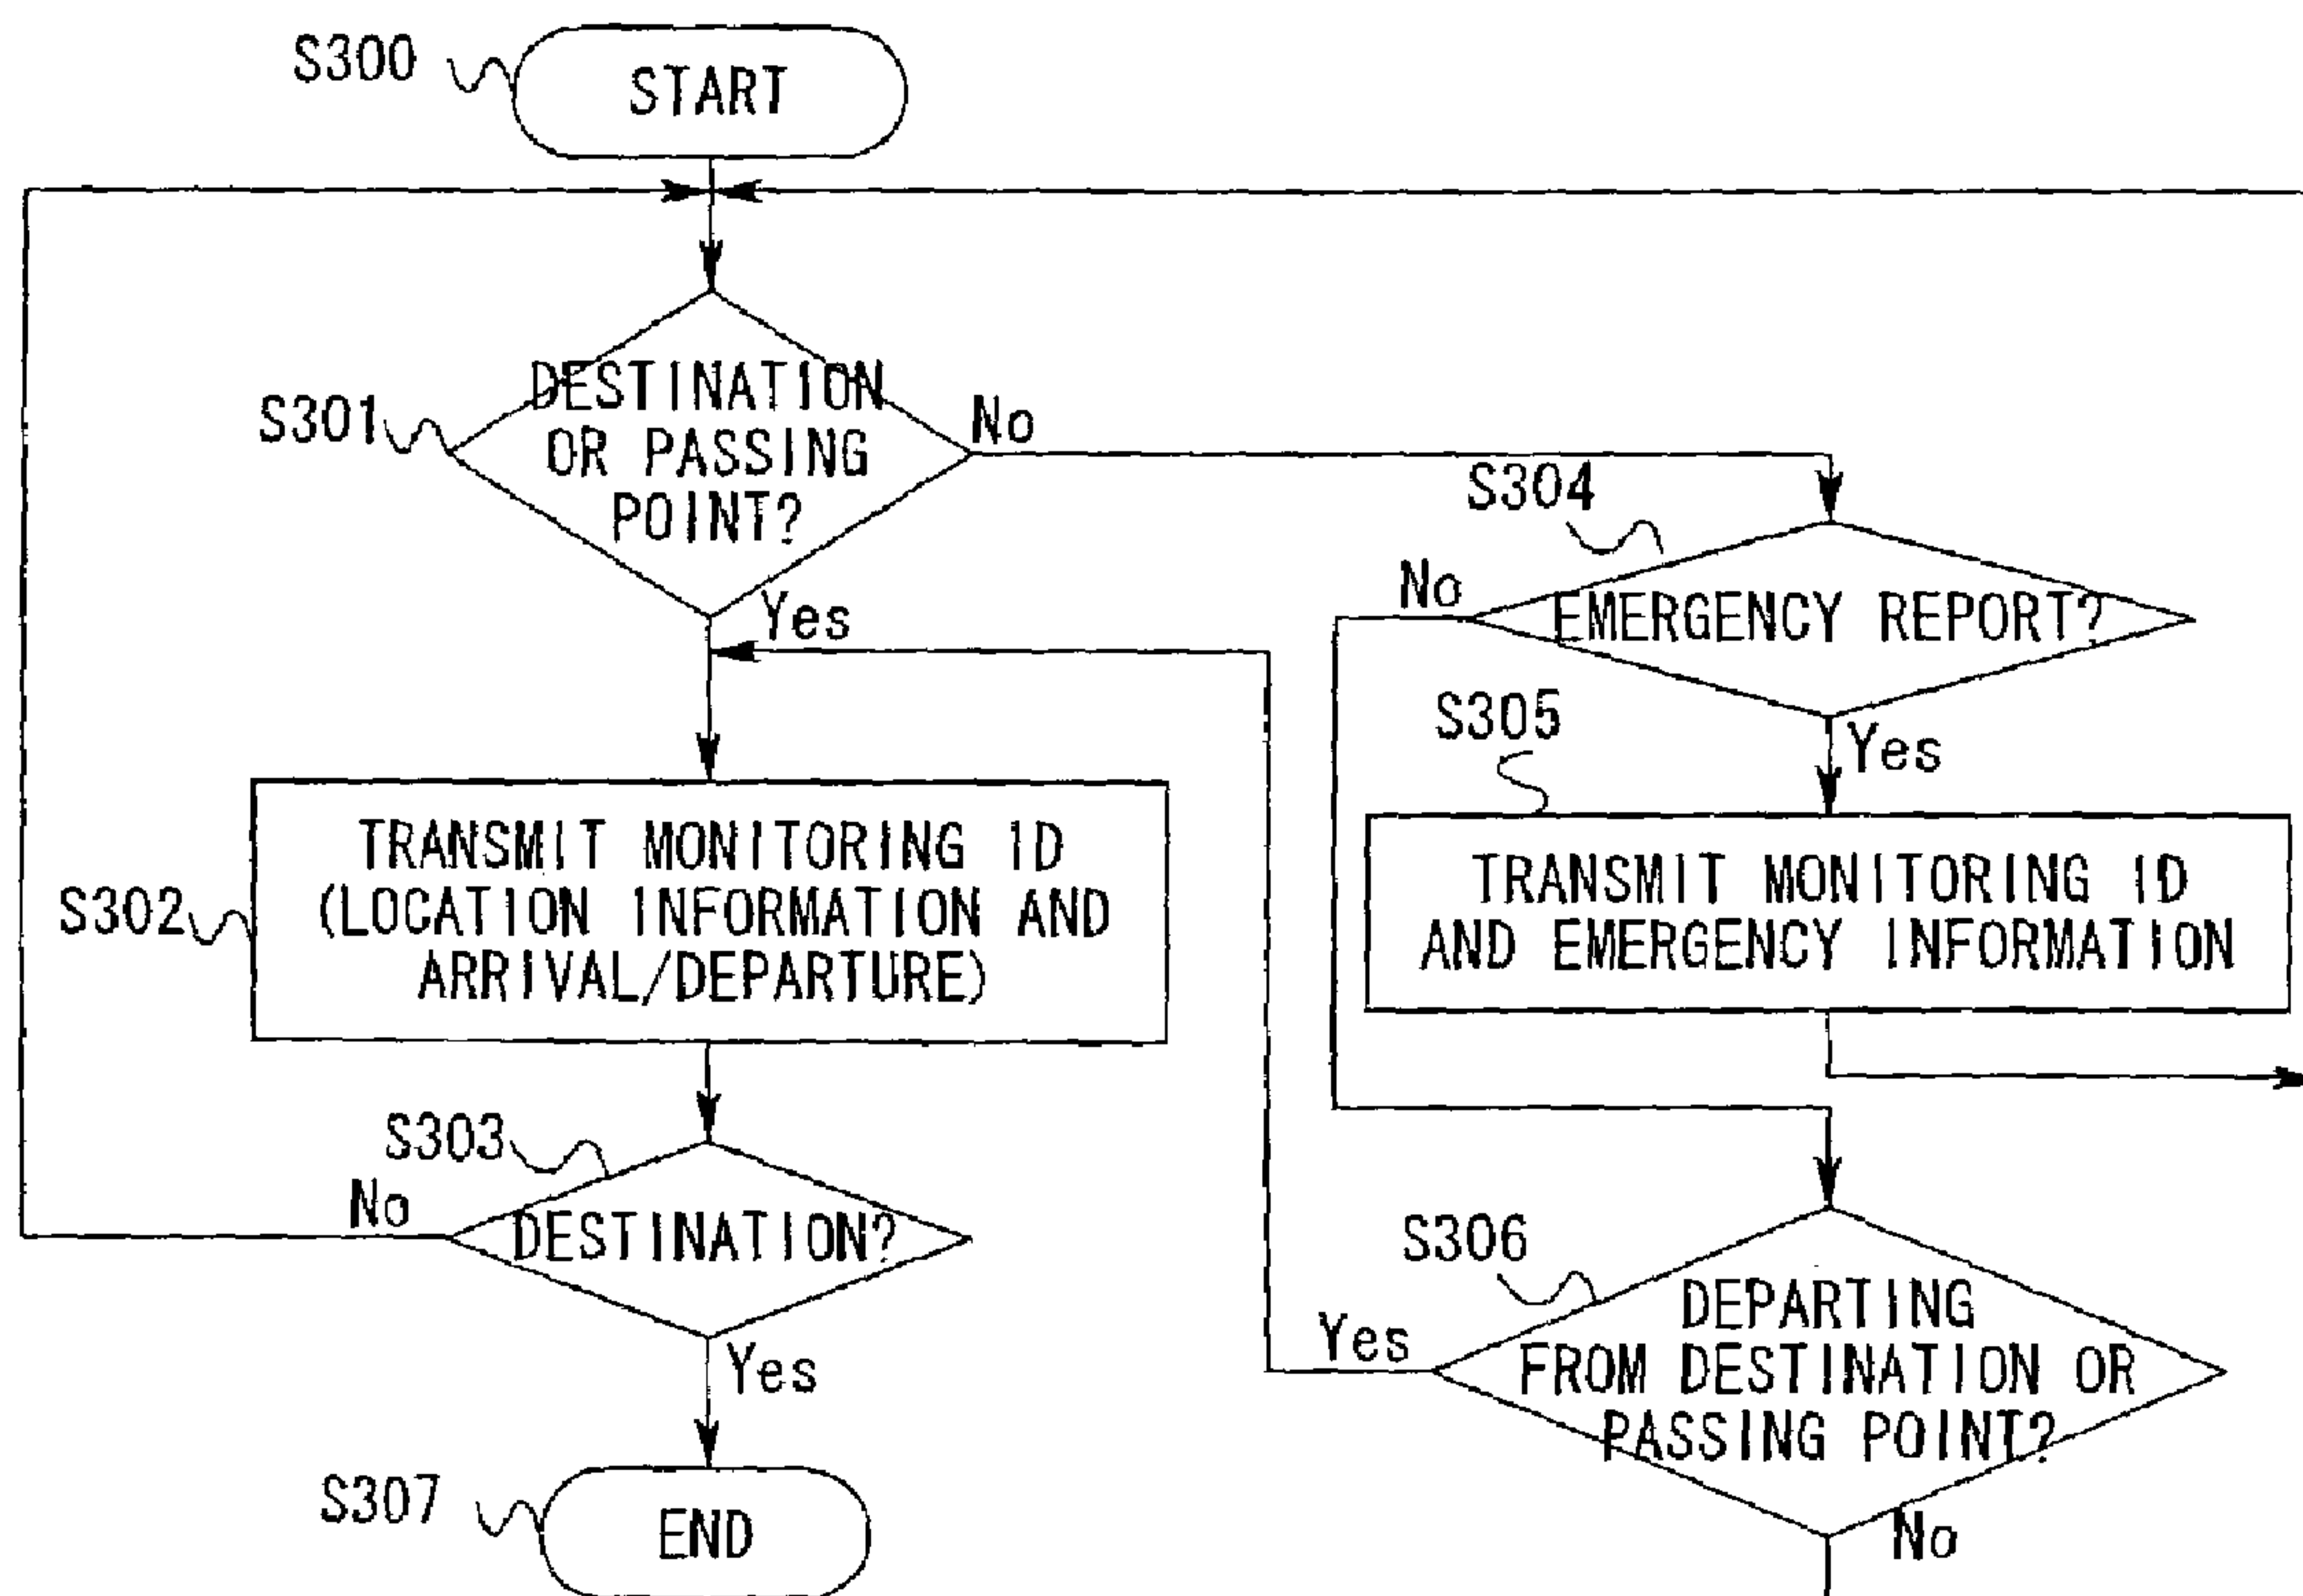 S300
START
S301
DESTINATION
OR PASSING
POINT?
No
Yes
S304
No
EMERGENCY REPORT?
Yes
S305
TRANSMIT MONITORING ID
AND EMERGENCY INFORMATION
S302
TRANSMIT MONITORING ID
(LOCATION INFORMATION AND
ARRIVAL/DEPARTURE)
S303
No
DESTINATION?
Yes
S306
Yes
DEPARTING
FROM DESTINATION OR
PASSING POINT?
No
S307
END